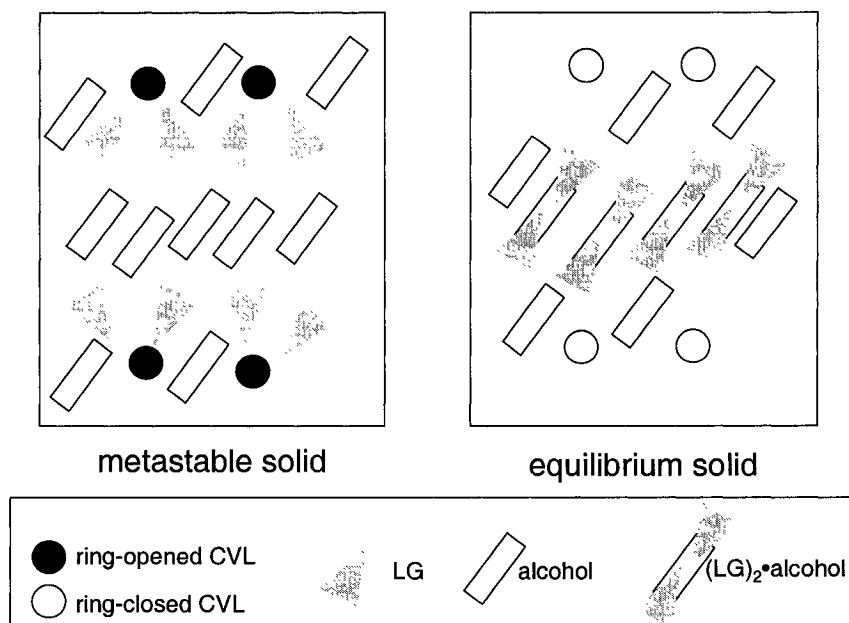 metastable solid
equilibrium solid
ring-opened CVL
LG
alcohol
(LG)₂•alcohol
ring-closed CVL